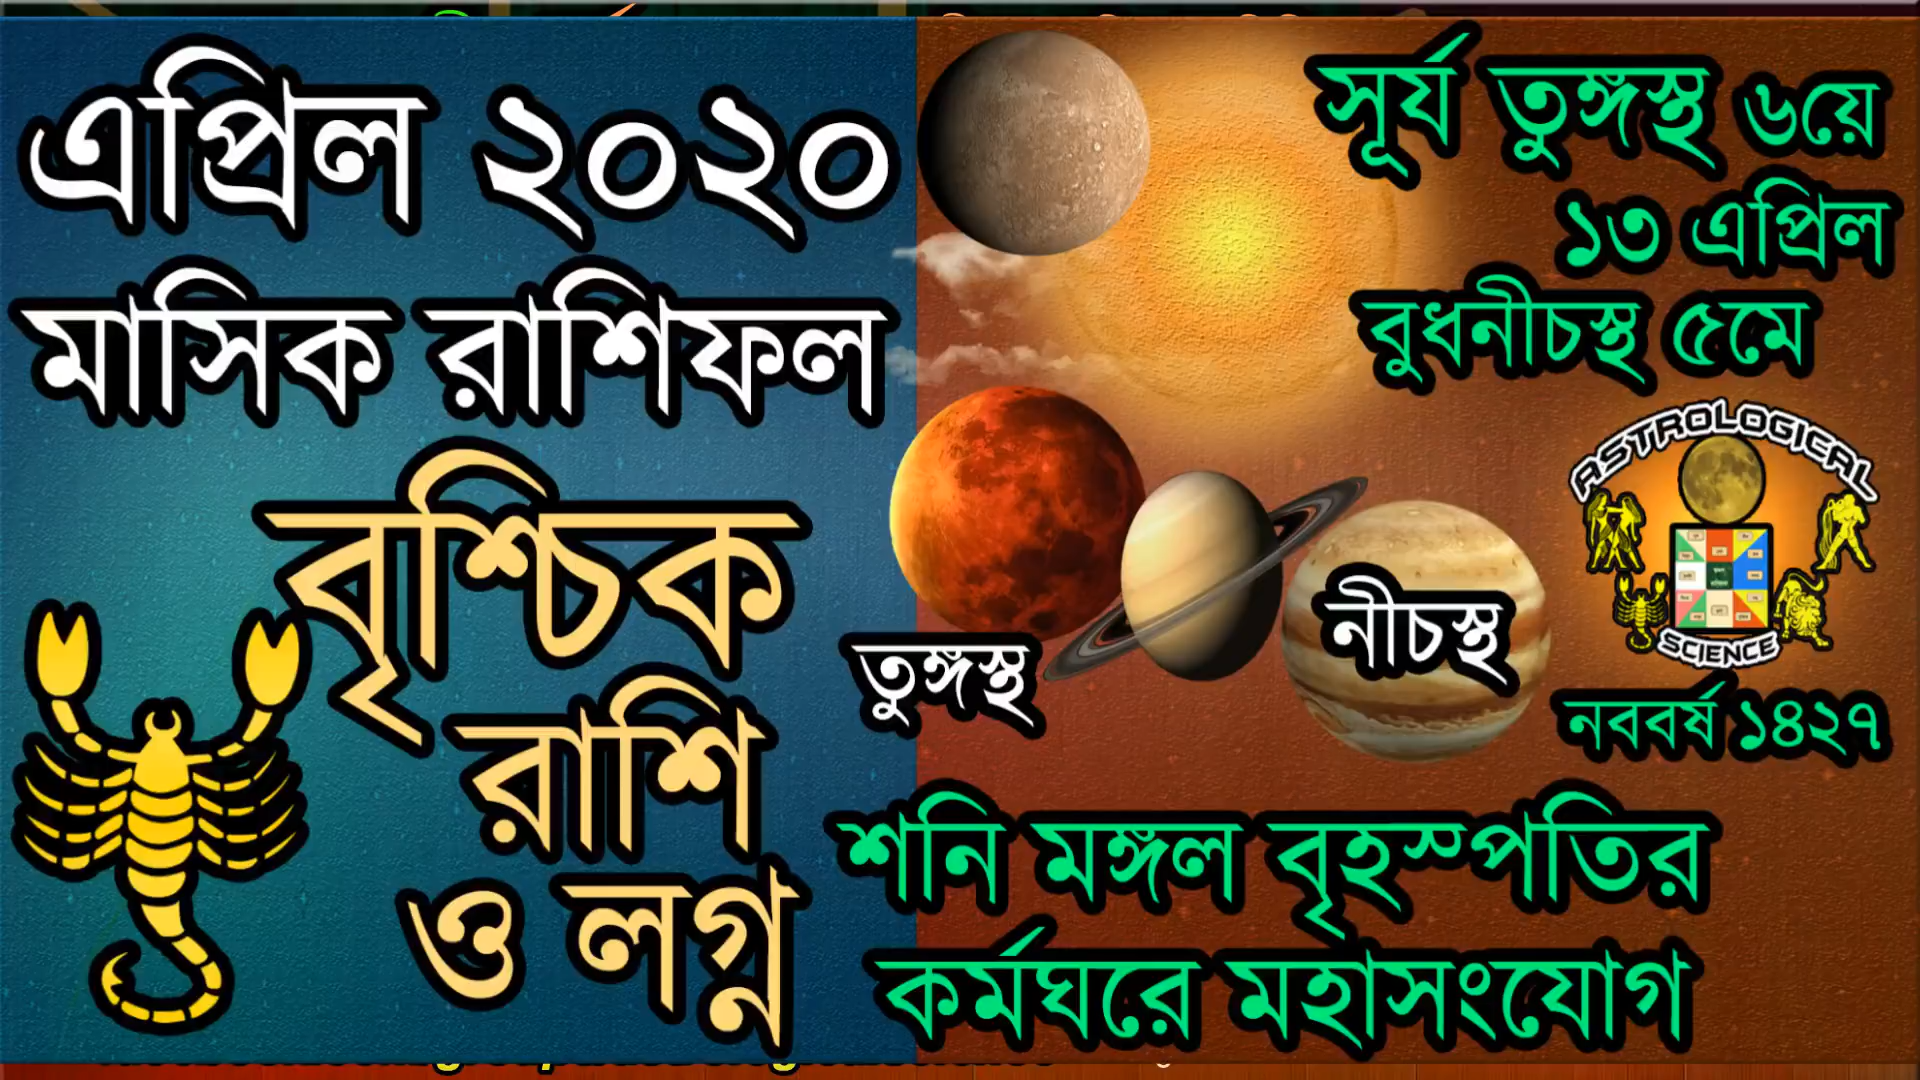 এপ্রিল ২০২০
মাসিক রাশিফল
বৃশ্চিক
রাশি
ও লগ্ন
সূর্য তুঙ্গস্থ ৬য়ে
১৩ এপ্রিল
বুধনীচস্থ ৫মে
ASTROLOGICAL
SCIENCE
তুঙ্গস্থ
নীচস্থ
নববর্ষ ১৪২৭
শনি মঙ্গল বৃহস্পতির
কর্মঘরে মহাসংযোগ